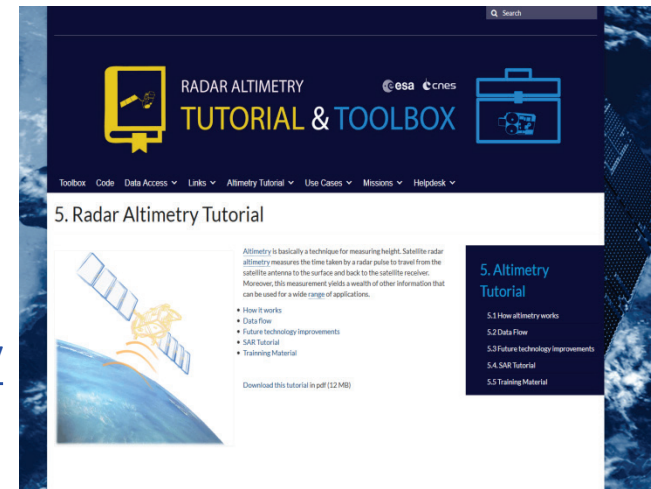 Search
RADAR ALTIMETRY
esa cnes
TUTORIAL & TOOLBOX
Toolbox Code Data Access Links Altimetry Tutorial Use Cases Missions Helpdesk
5. Radar Altimetry Tutorial
Altimetry is basically a technique for measuring height. Satellite radar
altimetry measures the time taken by a radar pulse to travel from the
satellite antenna to the surface and back to the satellite receiver.
Moreover, this measurement yields a wealth of other information that
can be used for a wide range of applications.
• How it works
• Data flow
• Future technology improvements
• SAR Tutorial
• Trainning Material
Download this tutorial in pdf (12 MB)
5. Altimetry
Tutorial
5.1 How altimetry works
5.2 Data Flow
5.3 Future technology improvements
5.4. SAR Tutorial
5.5 Training Material